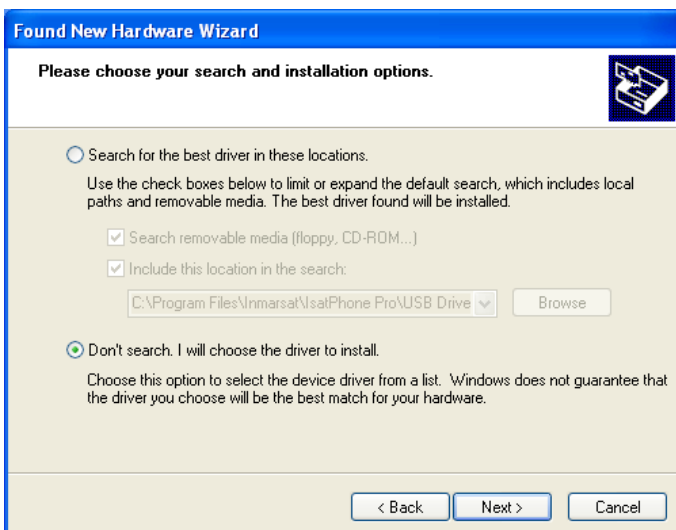 Found New Hardware Wizard
Please choose your search and installation options.
Search for the best driver in these locations.
Use the check boxes below to limit or expand the default search, which includes local
paths and removable media. The best driver found will be installed.
Search removable media (floppy, CD-ROM...)
Include this location in the search:
C:\Program Files\Inmarsat\IsatPhone Pro\USB Drive
Browse
Don't search. I will choose the driver to install.
Choose this option to select the device driver from a list. Windows does not guarantee that
the driver you choose will be the best match for your hardware.
< Back Next > Cancel